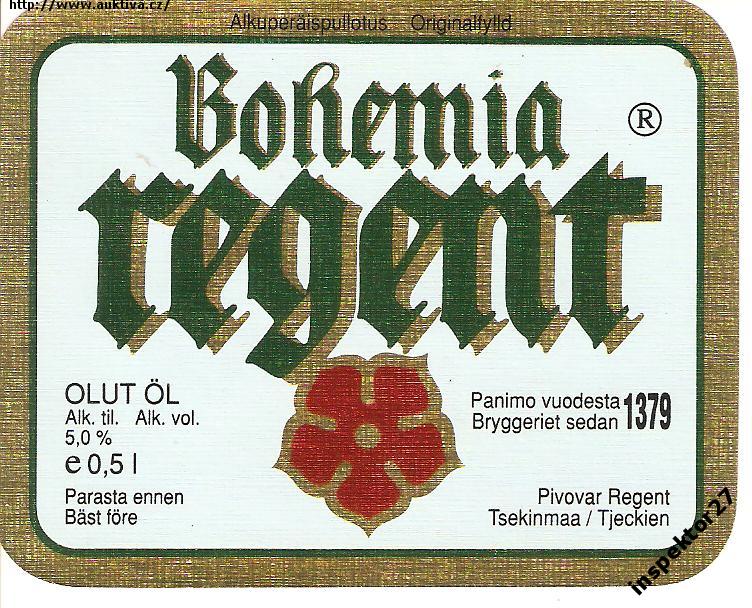 http://www.auktiva.cz/
Alkuperäispullotus Originalfylld
Bohemia ®
regent
OLUT ÖL
Alk. til. Alk. vol.
5,0 %
e 0,5 l
Parasta ennen
Bäst före
Panimo vuodesta 1379
Bryggeriet sedan
Pivovar Regent
Tsekinmaa / Tjeckien
inspektor27